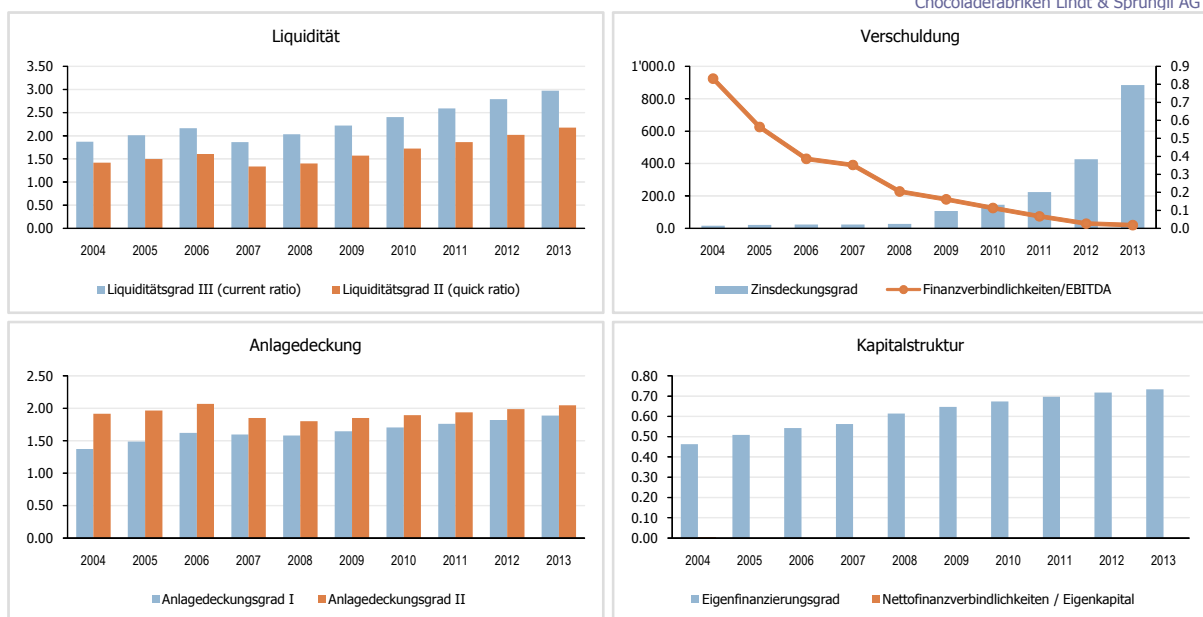 Chocoladefabriken Lindt & Sprüngli AG
Liquidität
3.50
3.00
2.50
2.00
1.50
1.00
0.50
0.00
2004 2005 2006 2007 2008 2009 2010 2011 2012 2013
Liquiditätsgrad III (current ratio) Liquiditätsgrad II (quick ratio)
Verschuldung
1'000.0 0.9
0.8
800.0 0.7
600.0 0.6
0.5
400.0 0.4
0.3
200.0 0.2
0.1
0.0 0.0
2004 2005 2006 2007 2008 2009 2010 2011 2012 2013
Zinsdeckungsgrad Finanzverbindlichkeiten/EBITDA
Anlagedeckung
2.50
2.00
1.50
1.00
0.50
0.00
2004 2005 2006 2007 2008 2009 2010 2011 2012 2013
Anlagedeckungsgrad I Anlagedeckungsgrad II
Kapitalstruktur
0.80
0.70
0.60
0.50
0.40
0.30
0.20
0.10
0.00
2004 2005 2006 2007 2008 2009 2010 2011 2012 2013
Eigenfinanzierungsgrad Nettofinanzverbindlichkeiten / Eigenkapital